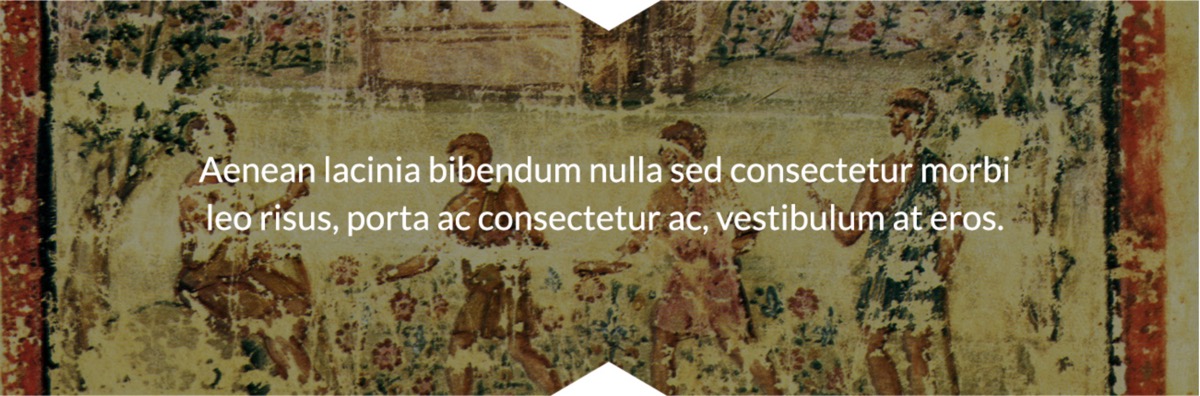 Aenean lacinia bibendum nulla sed consectetur morbi
leo risus, porta ac consectetur ac, vestibulum at eros.